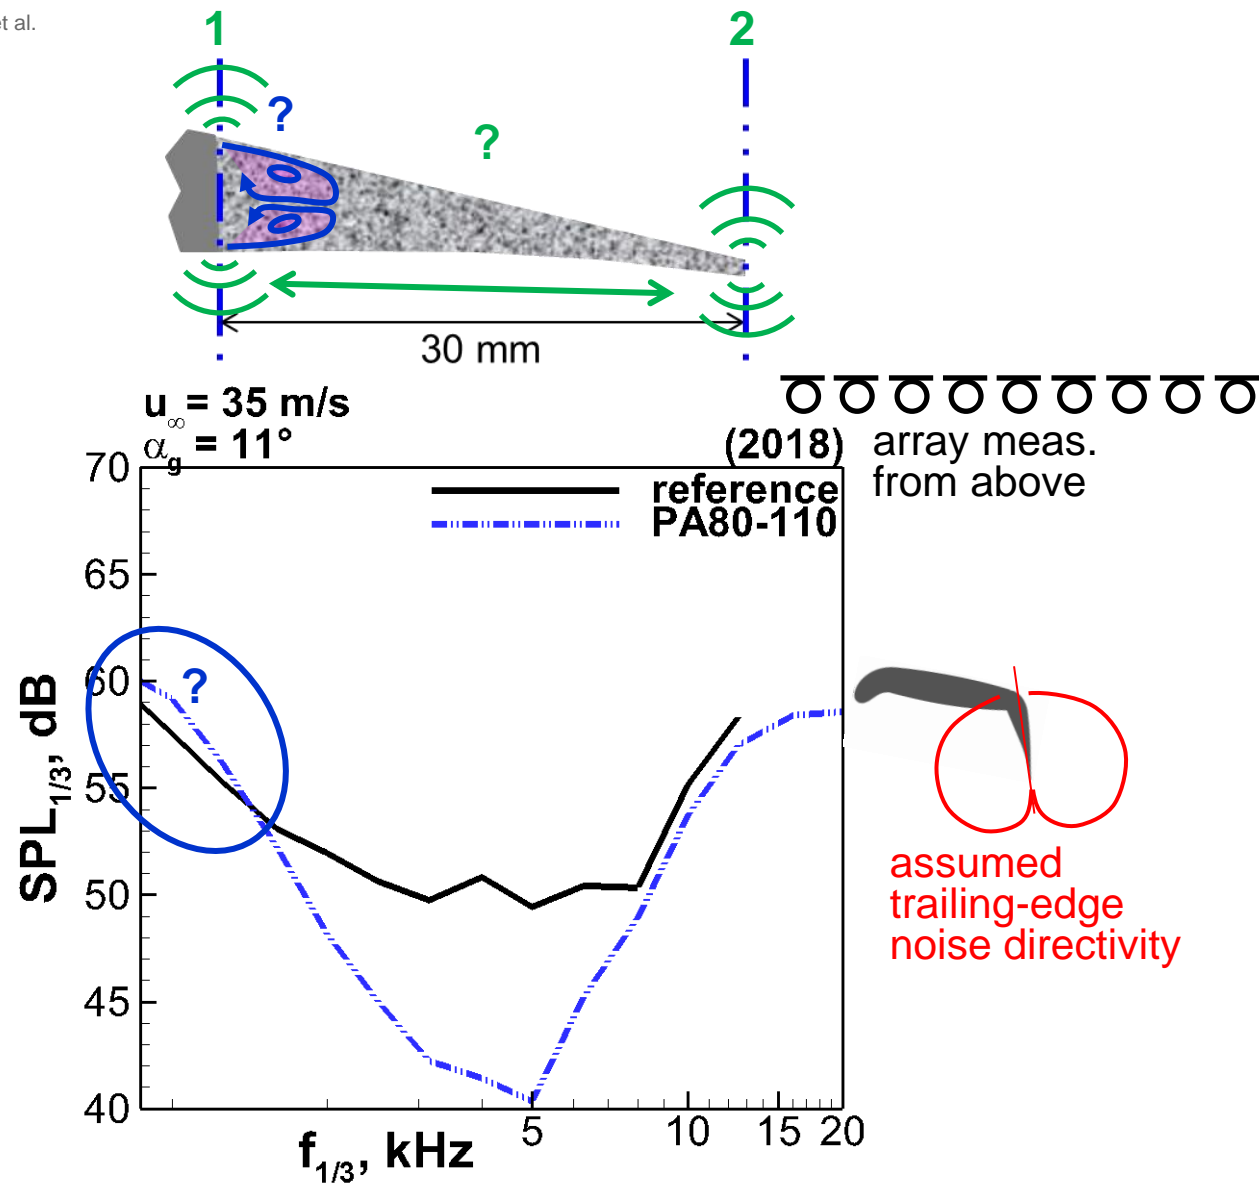 et al.
1
2
?
?
30 mm
u∞ = 35 m/s
αg = 11°
(2018)
array meas.
from above
reference
PA80-110
70
65
60
55
50
45
40
?
SPL1/3, dB
5
10
15
20
f1/3, kHz
assumed
trailing-edge
noise directivity